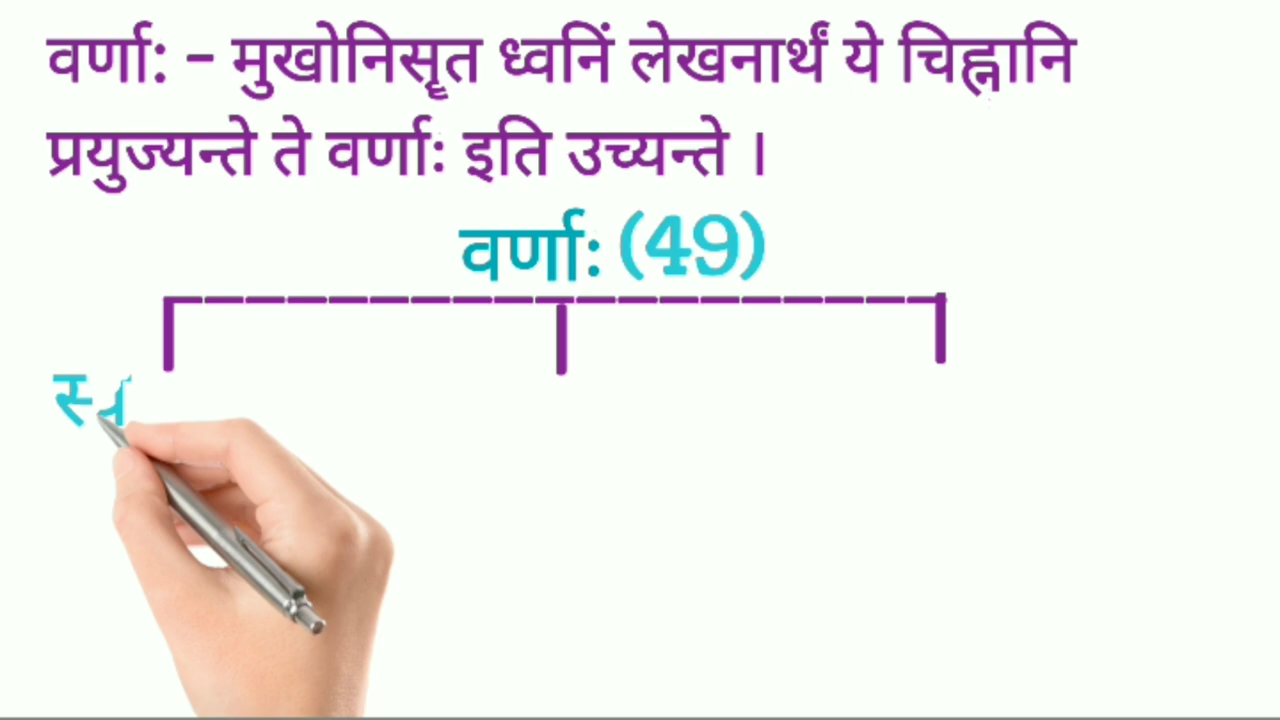 वर्णा: - मुखोनिसृत ध्वनिं लेखनार्थं ये चिह्नानि
प्रयुज्यन्ते ते वर्णाः इति उच्यन्ते ।
वर्णा: (49)